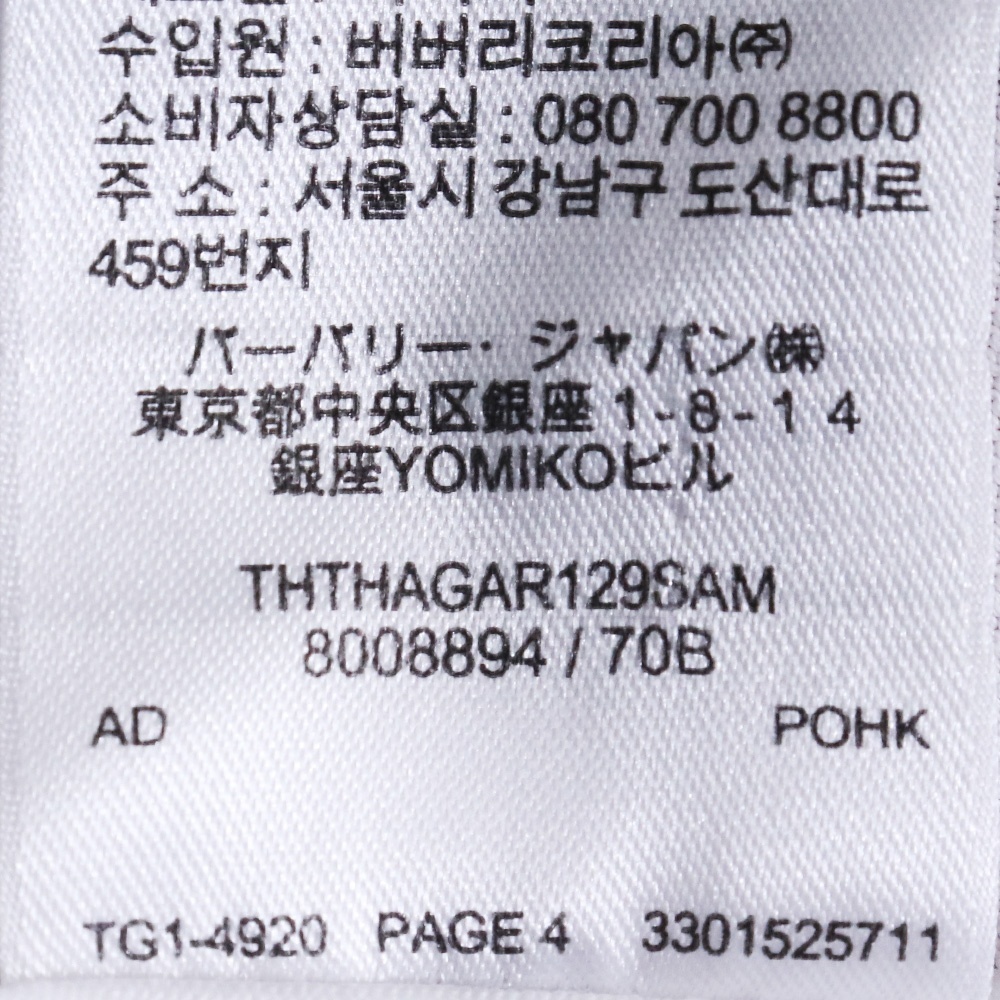 수입원 : 버버리코리아㈜
소비자상담실 : 080 700 8800
주 소 : 서울시 강남구 도산대로
459번지
バーバリー・ジャパン㈱
東京都中央区銀座 1-8-14
銀座YOMIKOビル
THTHAGAR129SAM
8008894 / 70B
AD POHK
TG1-4920 PAGE 4 3301525711